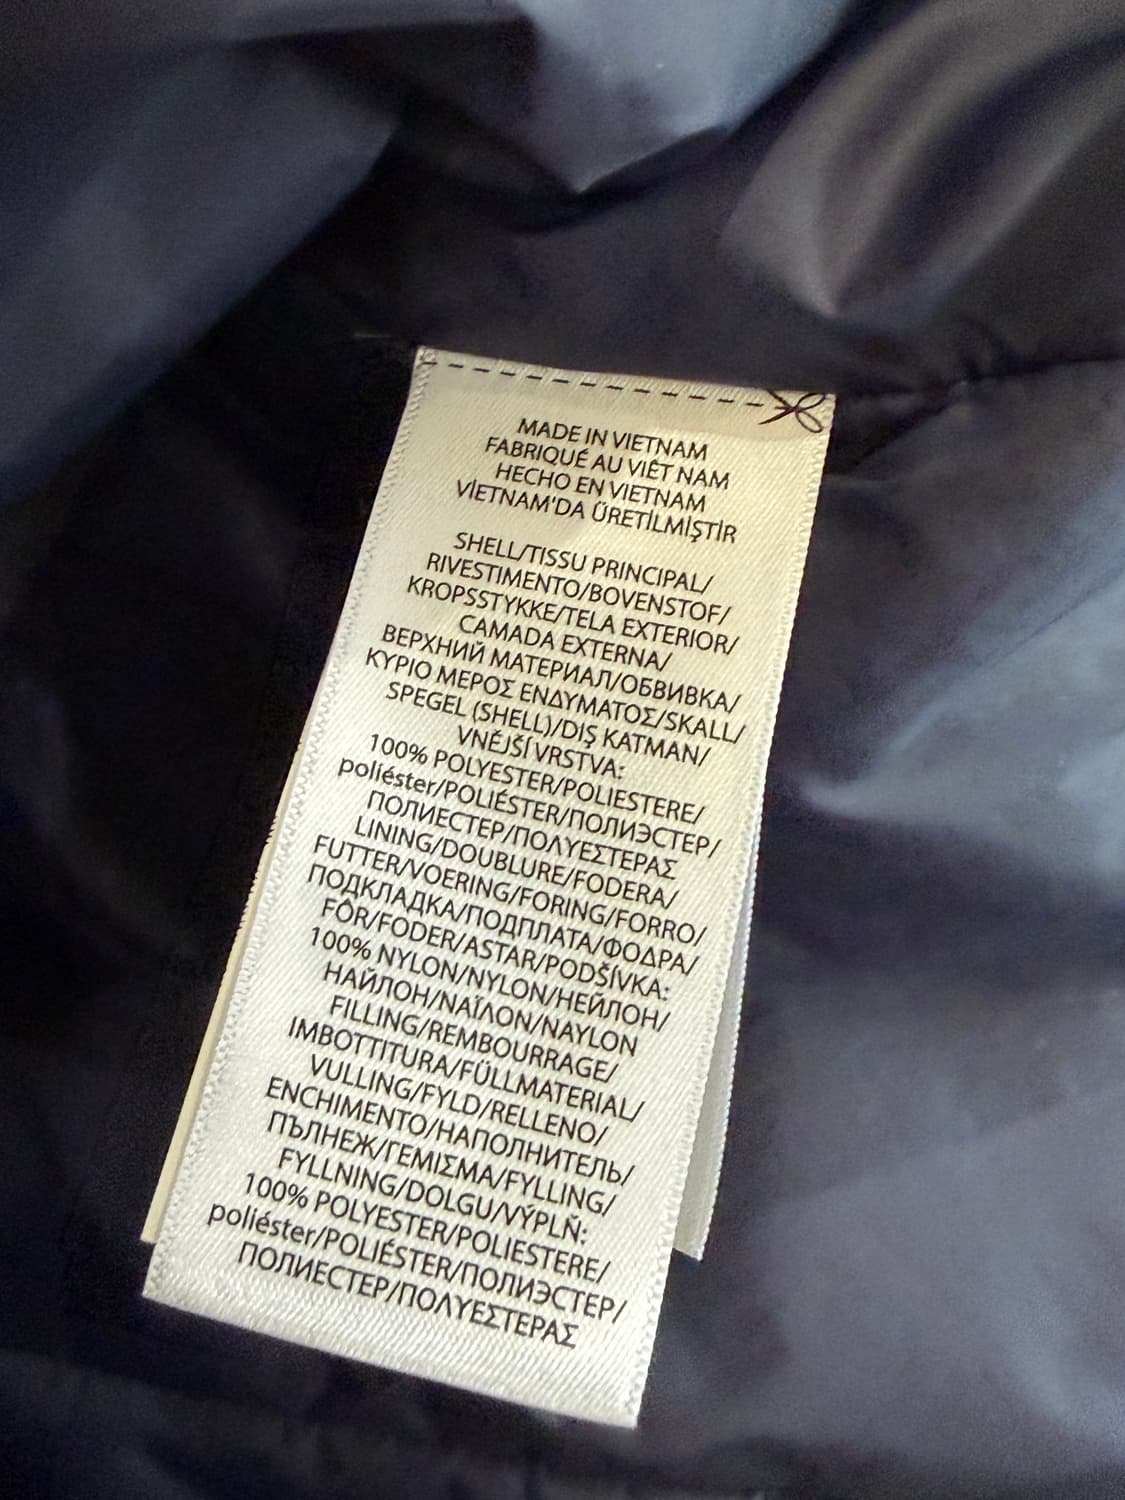 MADE IN VIETNAM
FABRIQUÉ AU VIÊT NAM
HECHO EN VIETNAM
VİETNAM'DA ÜRETİLMİŞTİR
SHELL/TISSU PRINCIPAL/
RIVESTIMENTO/BOVENSTOF/
KROPSSTYKKE/TELA EXTERIOR/
CAMADA EXTERNA/
ВЕРХНИЙ МАТЕРИАЛ/ОБВИВКА/
ΚΥΡΙΟ ΜΕΡΟΣ ΕΝΔΥΜΑΤΟΣ/SKALL/
SPEGEL (SHELL)/DIŞ KATMAN/
VNĚJŠÍ VRSTVA:
100% POLYESTER/POLIESTERE/
poliéster/POLIÉSTER/ПОЛИЭСТЕР/
ПОЛИЕСТЕР/ΠΟΛΥΕΣΤΕΡΑΣ
LINING/DOUBLURE/FODERA/
FUTTER/VOERING/FORING/FORRO/
ПОДКЛАДКА/ПОДПЛАТА/ΦΟΔΡΑ/
FÔR/FODER/ASTAR/PODŠÍVKA:
100% NYLON/NYLON/НЕЙЛОН/
НАЙЛОН/ΝΑΪΛΟΝ/NAYLON
FILLING/REMBOURRAGE/
IMBOTTITURA/FÜLLMATERIAL/
VULLING/FYLD/RELLENO/
ENCHIMENTO/НАПОЛНИТЕЛЬ/
ПЪЛНЕЖ/ΓΕΜΙΣΜΑ/FYLLING/
FYLLNING/DOLGU/VÝPLŇ:
100% POLYESTER/POLIESTERE/
poliéster/POLIÉSTER/ПОЛИЭСТЕР/
ПОЛИЕСТЕР/ΠΟΛΥΕΣΤΕΡΑΣ